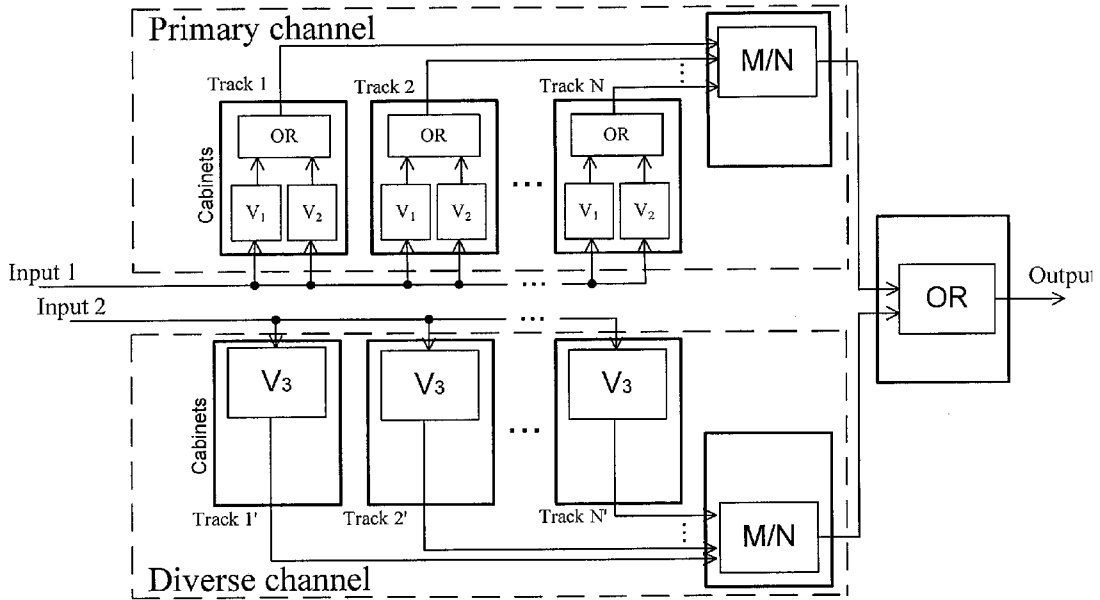 Primary channel
M/N
Track 1
Track 2
Track N
Cabinets
OR
OR
OR
V1
V2
V1
V2
V1
V2
...
Input 1
...
Input 2
...
OR
Output
Cabinets
V3
V3
V3
...
Track 1'
Track 2'
Track N'
M/N
Diverse channel